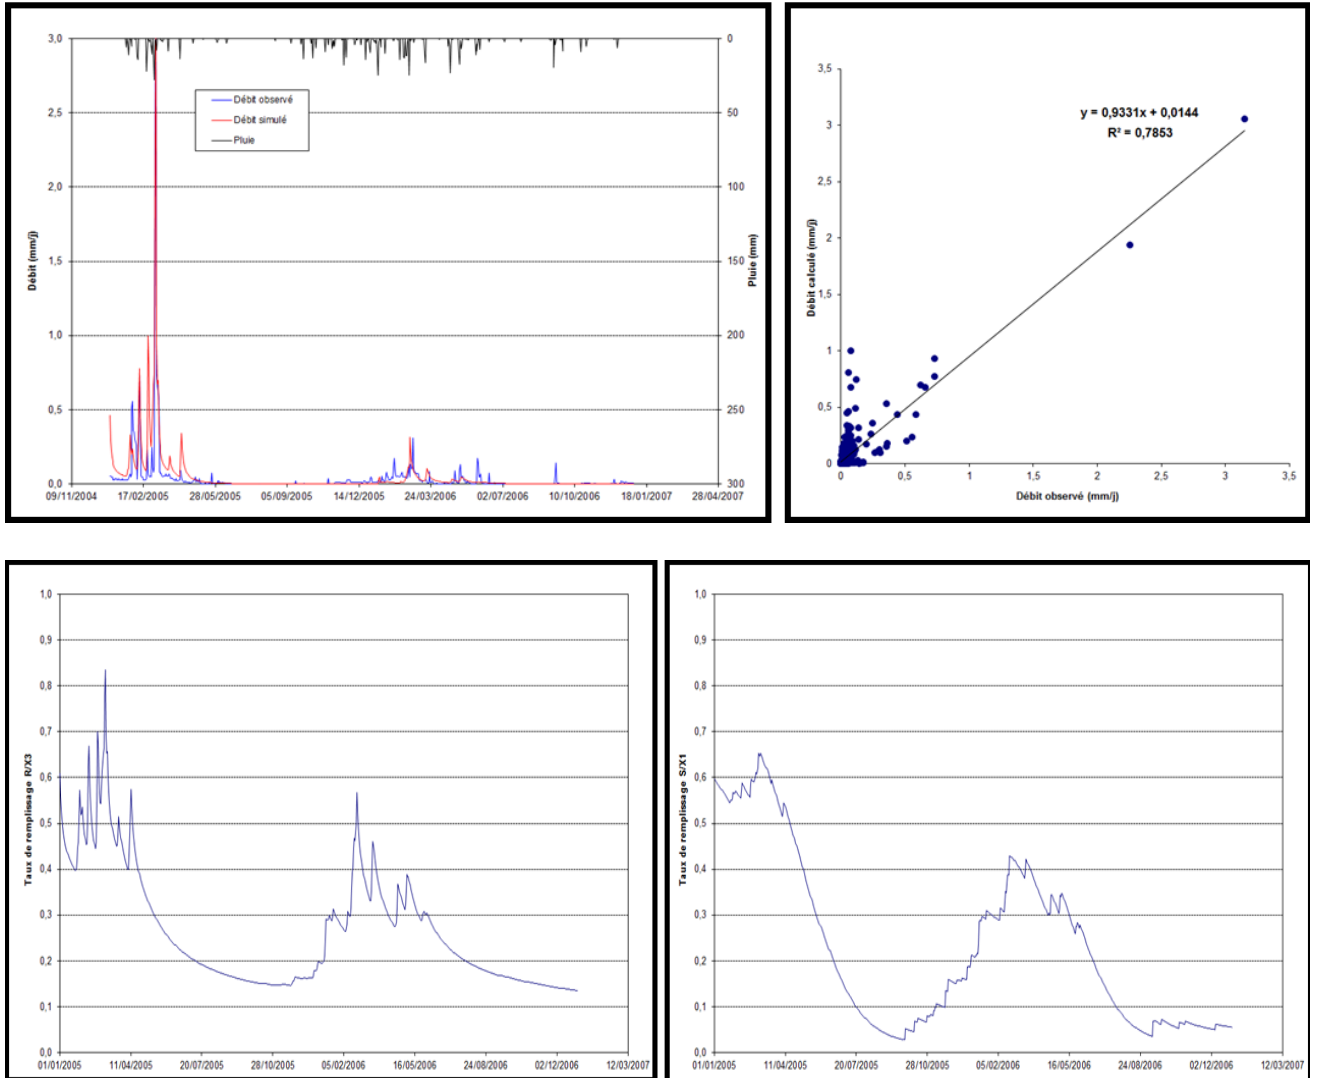 3,0
2,5
2,0
1,5
1,0
0,5
0,0
Débit (mm/j)
0
50
100
150
200
250
300
Pluie (mm)
Débit observé
Débit simulé
Pluie
09/11/2004 17/02/2005 28/05/2005 05/09/2005 14/12/2005 24/03/2006 02/07/2006 10/10/2006 18/01/2007 28/04/2007
3,5
3
2,5
2
1,5
1
0,5
0
Débit calculé (mm/j)
y = 0,9331x + 0,0144
R² = 0,7853
0 0,5 1 1,5 2 2,5 3 3,5
Débit observé (mm/j)
1,0
0,9
0,8
0,7
0,6
0,5
0,4
0,3
0,2
0,1
0,0
Taux de remplissage R/X3
01/01/2005 11/04/2005 20/07/2005 28/10/2005 05/02/2006 16/05/2006 24/08/2006 02/12/2006 12/03/2007
1,0
0,9
0,8
0,7
0,6
0,5
0,4
0,3
0,2
0,1
0,0
Taux de remplissage S/X1
01/01/2005 11/04/2005 20/07/2005 28/10/2005 05/02/2006 16/05/2006 24/08/2006 02/12/2006 12/03/2007